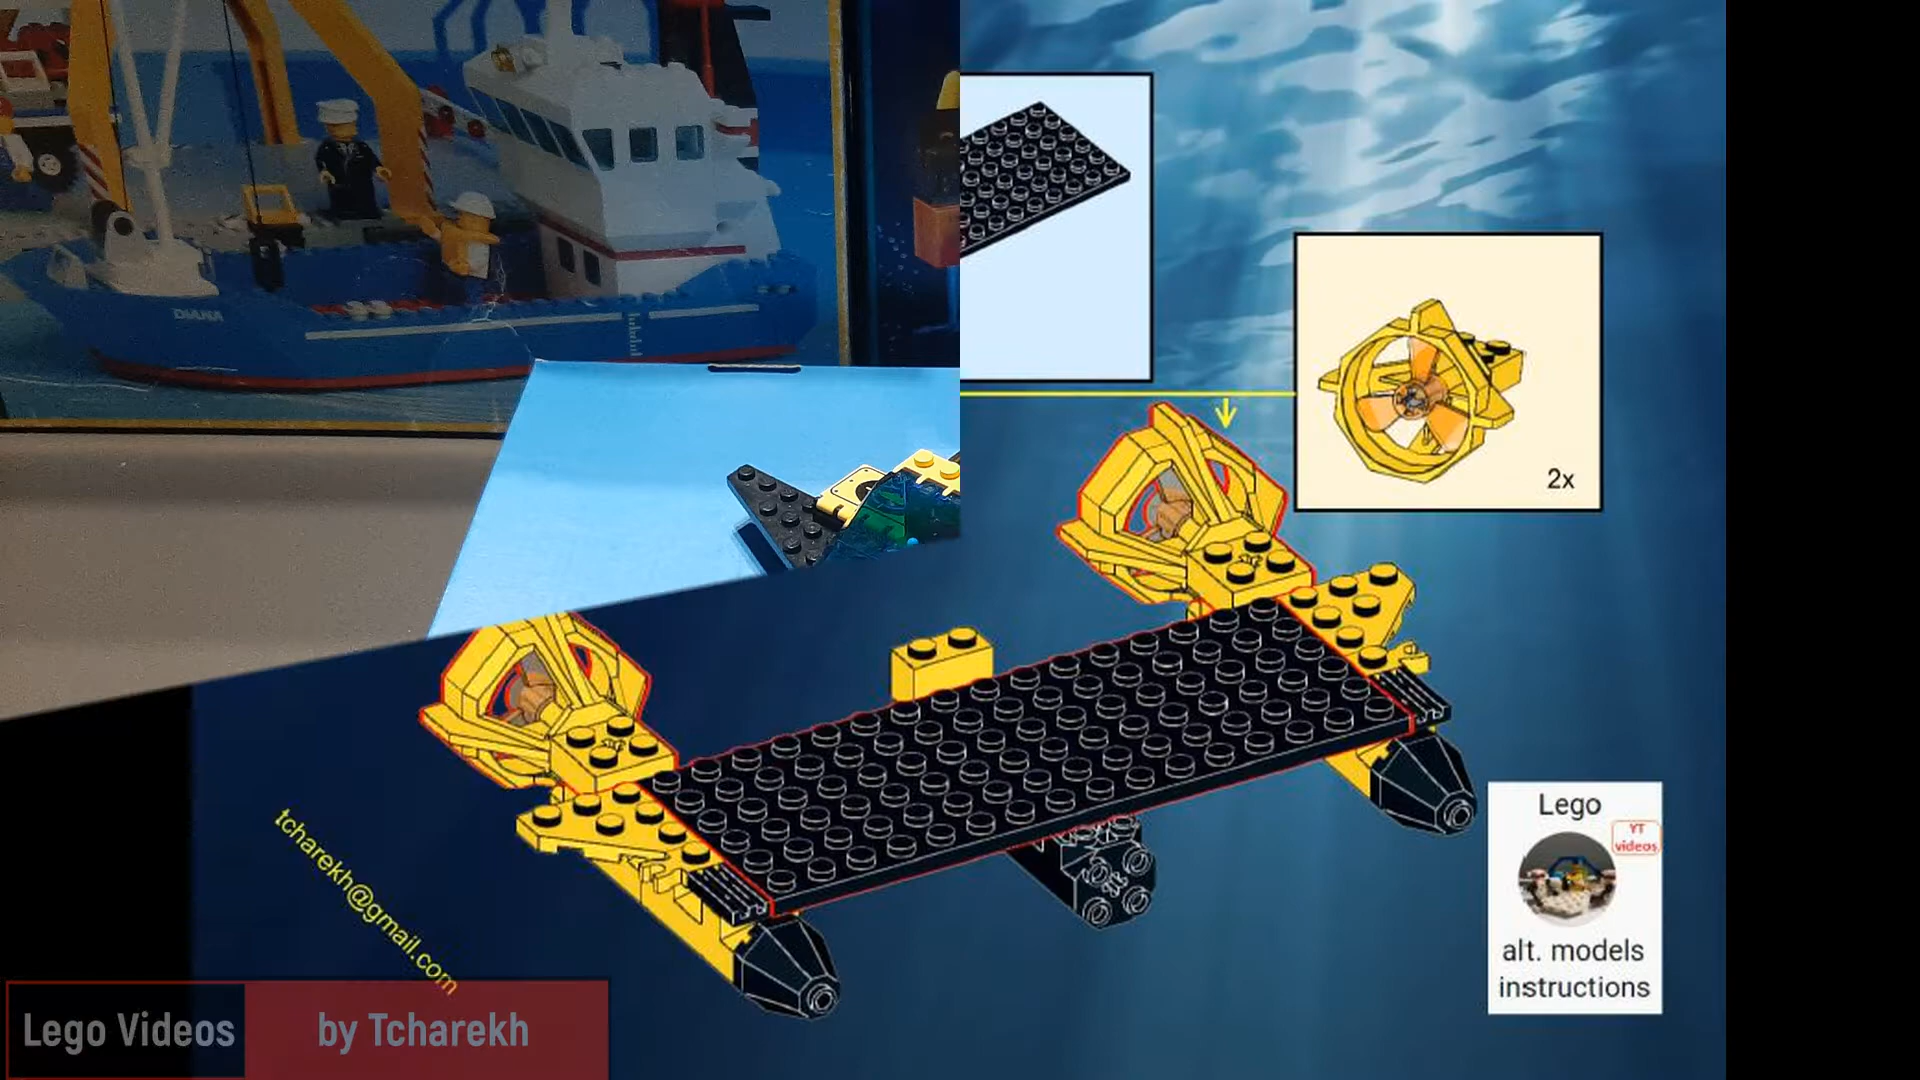 DIANA
2x
tcharekh@gmail.com
Lego
YT
videos
alt. models
instructions
Lego Videos
by Tcharekh